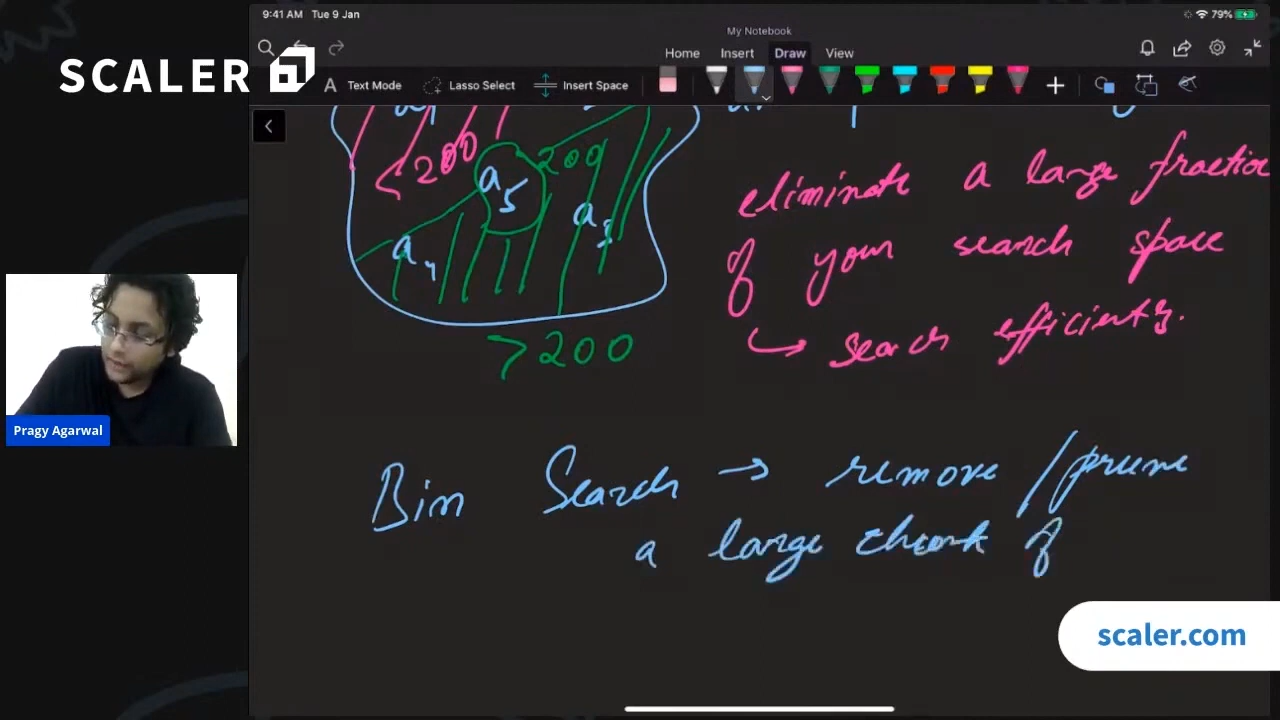 9:41 AM Tue 9 Jan
79%
My Notebook
Home Insert Draw View
SCALER
A Text Mode Lasso Select Insert Space
<200
200
a5
a3
a4
>200
eliminate a large fraction
of your search space
↳ search efficiently.
Bin Search → remove /prune
a large chunk of
Pragy Agarwal
scaler.com